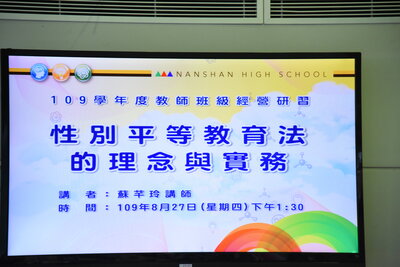 NANSHAN HIGH SCHOOL
109學年度教師班級經營研習
性別平等教育法
的理念與實務
講者：蘇芊玲講師
時間：109年8月27日(星期四)下午1:30